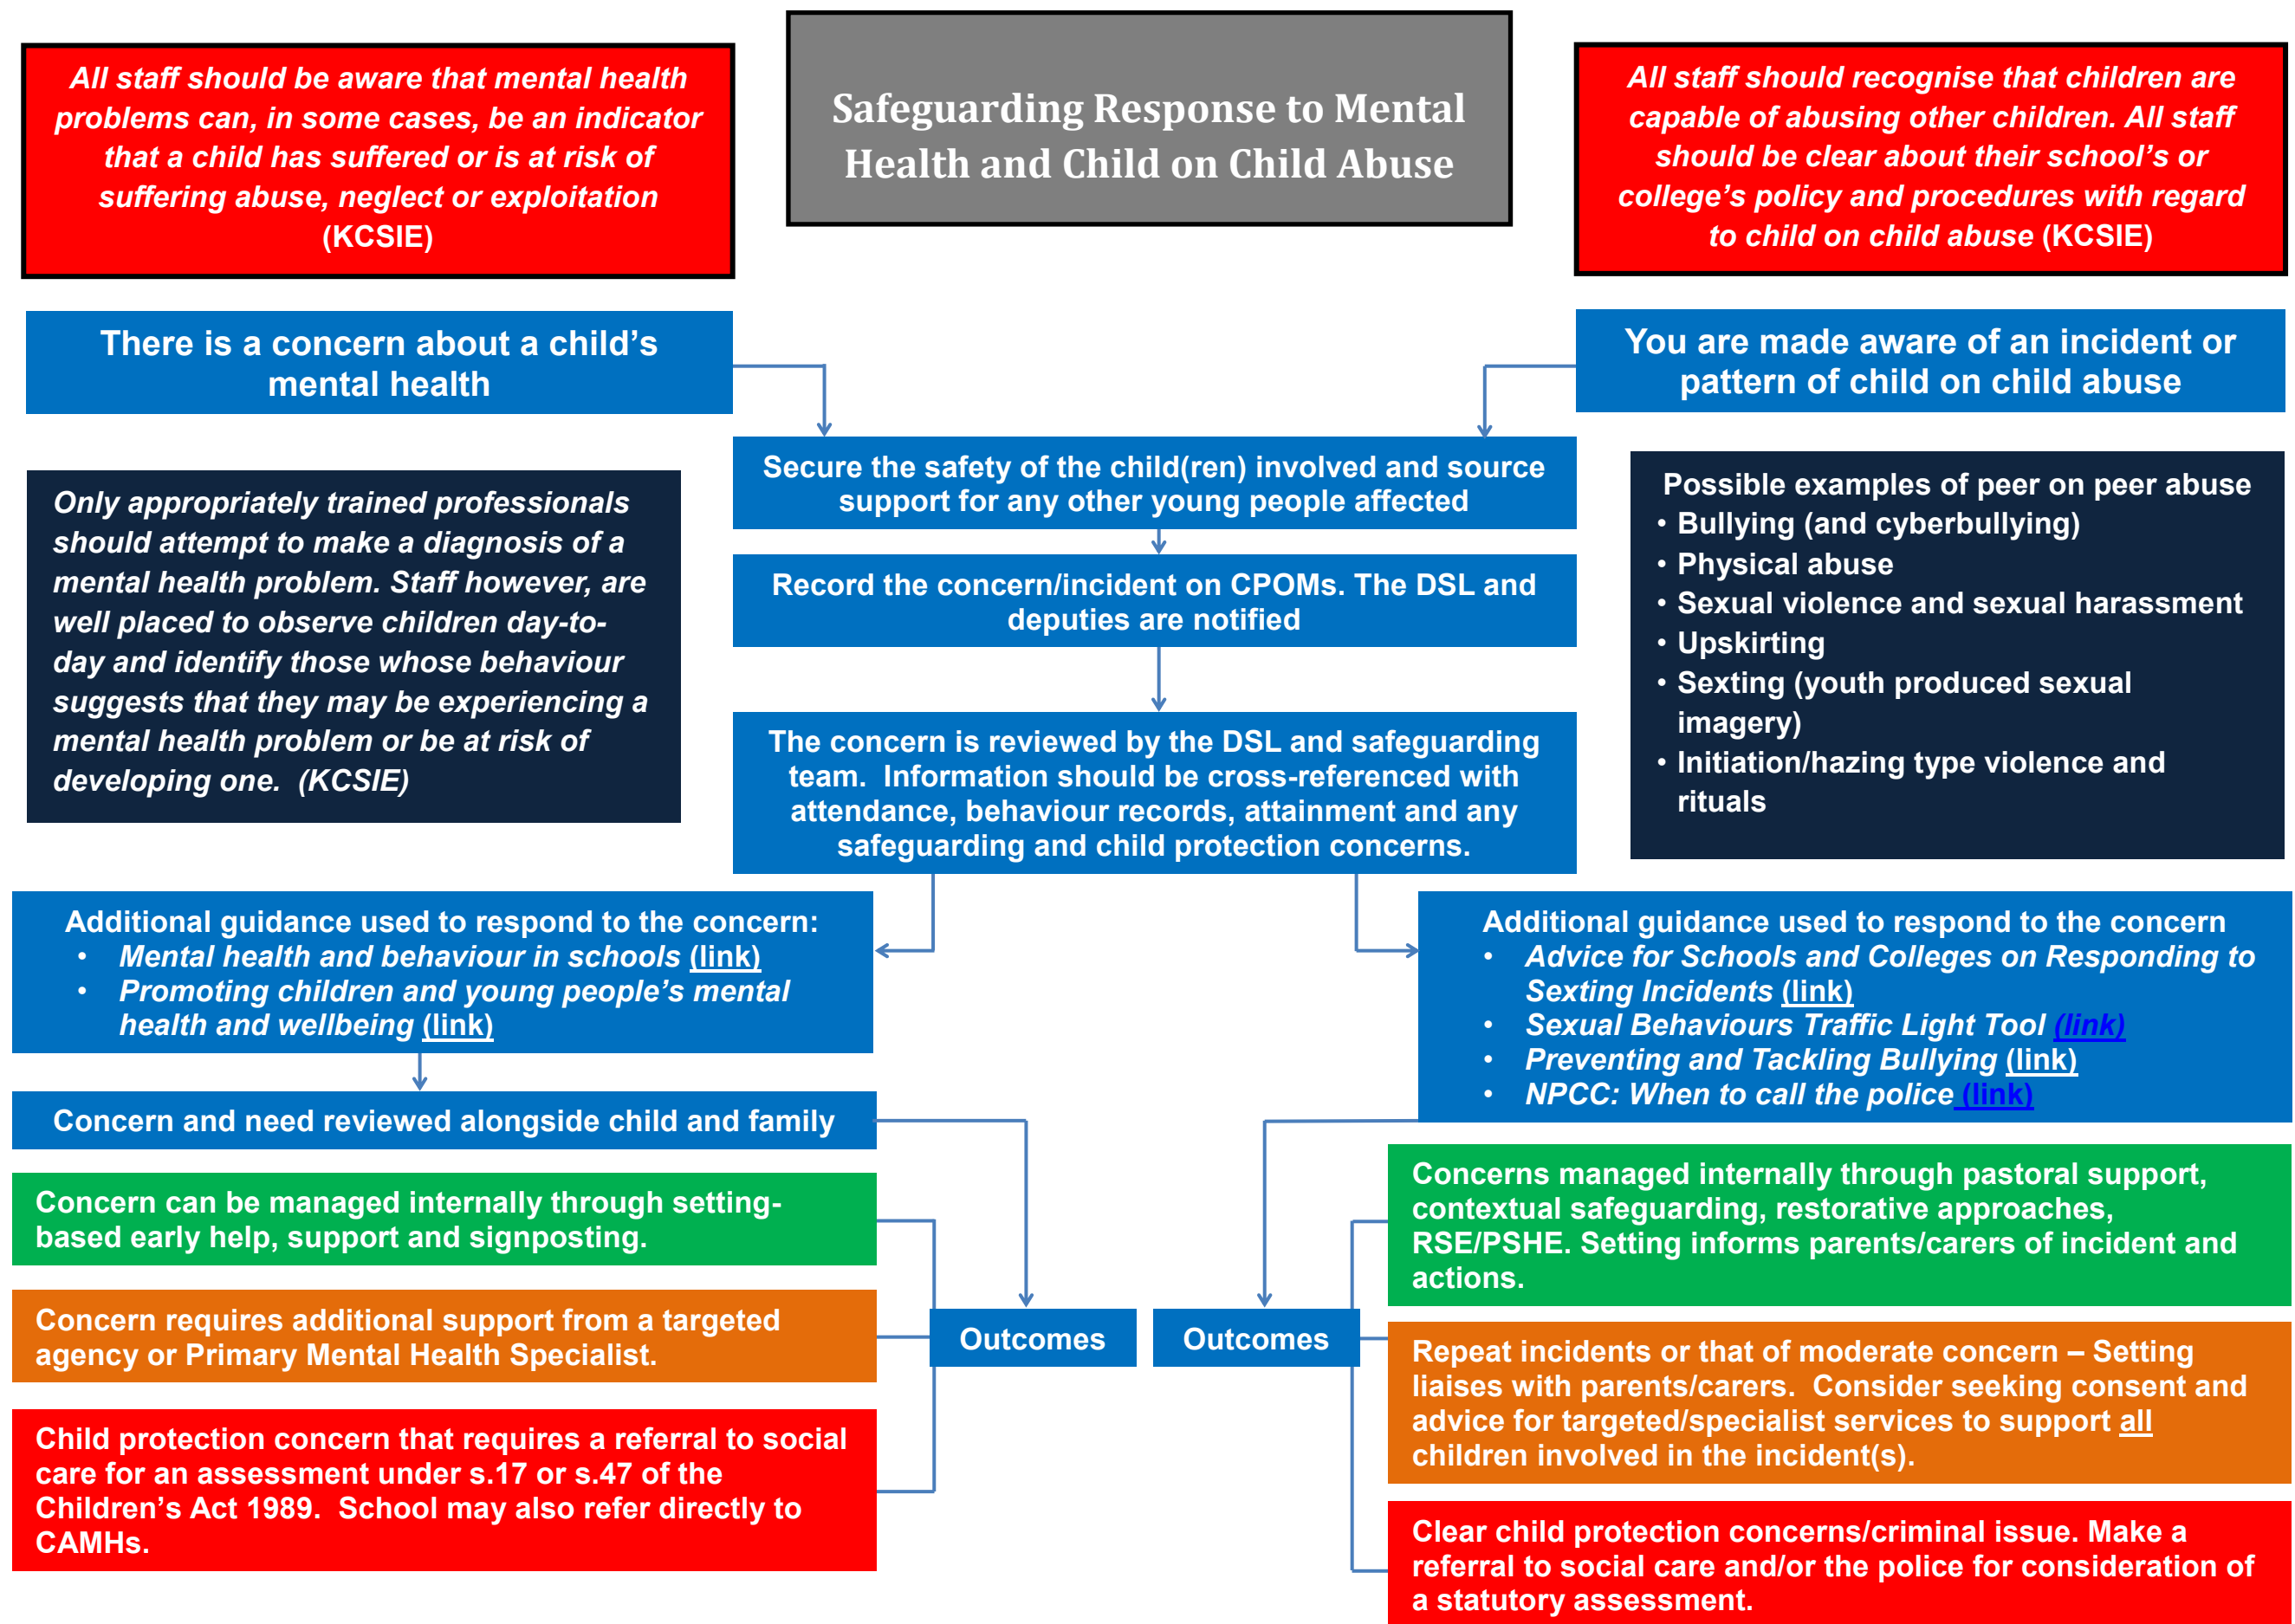 All staff should be aware that mental health
problems can, in some cases, be an indicator
that a child has suffered or is at risk of
suffering abuse, neglect or exploitation
(KCSIE)
Safeguarding Response to Mental
Health and Child on Child Abuse
All staff should recognise that children are
capable of abusing other children. All staff
should be clear about their school’s or
college’s policy and procedures with regard
to child on child abuse (KCSIE)
There is a concern about a child’s
mental health
You are made aware of an incident or
pattern of child on child abuse
Secure the safety of the child(ren) involved and source
support for any other young people affected
Only appropriately trained professionals
should attempt to make a diagnosis of a
mental health problem. Staff however, are
well placed to observe children day-to-
day and identify those whose behaviour
suggests that they may be experiencing a
mental health problem or be at risk of
developing one.  (KCSIE)
Record the concern/incident on CPOMs. The DSL and
deputies are notified
Possible examples of peer on peer abuse
• Bullying (and cyberbullying)
• Physical abuse
• Sexual violence and sexual harassment
• Upskirting
• Sexting (youth produced sexual
imagery)
• Initiation/hazing type violence and
rituals
The concern is reviewed by the DSL and safeguarding
team.  Information should be cross-referenced with
attendance, behaviour records, attainment and any
safeguarding and child protection concerns.
Additional guidance used to respond to the concern:
• Mental health and behaviour in schools (link)
• Promoting children and young people’s mental
health and wellbeing (link)
Additional guidance used to respond to the concern
• Advice for Schools and Colleges on Responding to
Sexting Incidents (link)
• Sexual Behaviours Traffic Light Tool (link)
• Preventing and Tackling Bullying (link)
• NPCC: When to call the police (link)
Concern and need reviewed alongside child and family
Concern can be managed internally through setting-
based early help, support and signposting.
Concern requires additional support from a targeted
agency or Primary Mental Health Specialist.
Child protection concern that requires a referral to social
care for an assessment under s.17 or s.47 of the
Children’s Act 1989.  School may also refer directly to
CAMHs.
Outcomes
Outcomes
Concerns managed internally through pastoral support,
contextual safeguarding, restorative approaches,
RSE/PSHE. Setting informs parents/carers of incident and
actions.
Repeat incidents or that of moderate concern – Setting
liaises with parents/carers.  Consider seeking consent and
advice for targeted/specialist services to support all
children involved in the incident(s).
Clear child protection concerns/criminal issue. Make a
referral to social care and/or the police for consideration of
a statutory assessment.